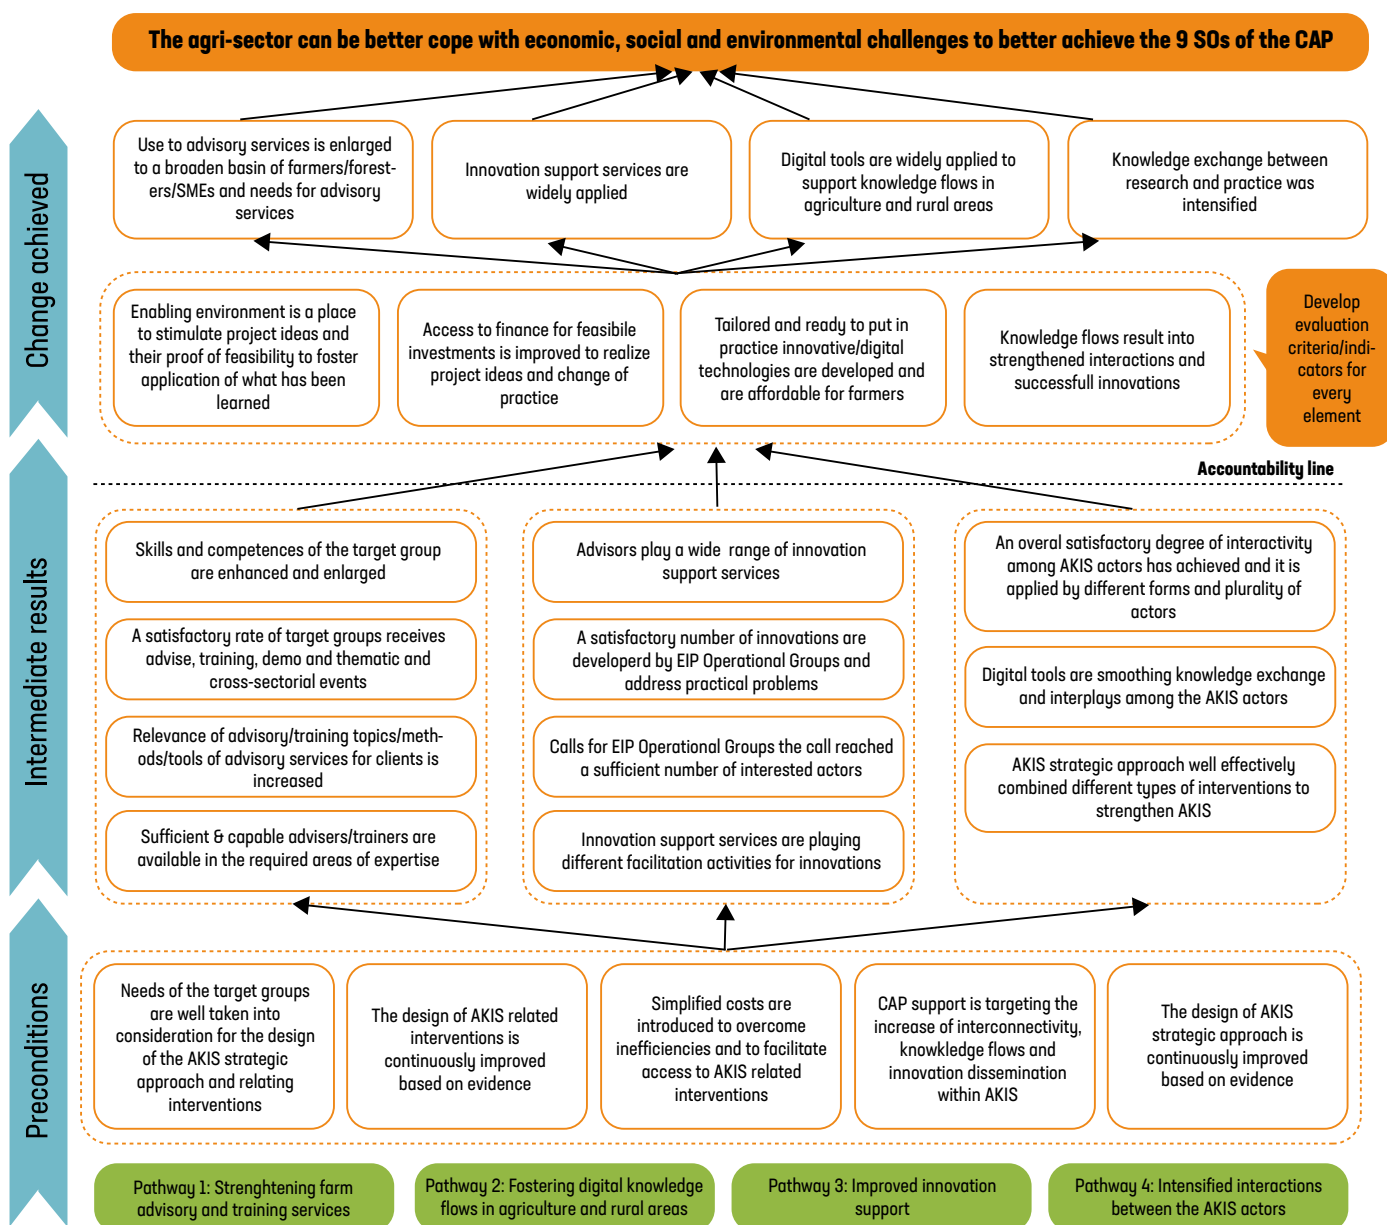 The agri-sector can be better cope with economic, social and environmental challenges to better achieve the 9 SOs of the CAP
Change achieved
Use to advisory services is enlarged
to a broaden basin of farmers/forest-
ers/SMEs and needs for advisory
services
Innovation support services are
widely applied
Digital tools are widely applied to
support knowledge flows in
agriculture and rural areas
Knowledge exchange between
research and practice was
intensified
Enabling environment is a place
to stimulate project ideas and
their proof of feasibility to foster
application of what has been
learned
Access to finance for feasibile
investments is improved to realize
project ideas and change of
practice
Tailored and ready to put in
practice innovative/digital
technologies are developed and
are affordable for farmers
Knowledge flows result into
strengthened interactions and
successfull innovations
Develop
evaluation
criteria/indi-
cators for
every
element
Accountability line
Intermediate results
Skills and competences of the target group
are enhanced and enlarged
A satisfactory rate of target groups receives
advise, training, demo and thematic and
cross-sectorial events
Relevance of advisory/training topics/meth-
ods/tools of advisory services for clients is
increased
Sufficient & capable advisers/trainers are
available in the required areas of expertise
Advisors play a wide range of innovation
support services
A satisfactory number of innovations are
developerd by EIP Operational Groups and
address practical problems
Calls for EIP Operational Groups the call reached
a sufficient number of interested actors
Innovation support services are playing
different facilitation activities for innovations
An overal satisfactory degree of interactivity
among AKIS actors has achieved and it is
applied by different forms and plurality of
actors
Digital tools are smoothing knowledge exchange
and interplays among the AKIS actors
AKIS strategic approach well effectively
combined different types of interventions to
strengthen AKIS
Preconditions
Needs of the target groups
are well taken into
consideration for the design
of the AKIS strategic
approach and relating
interventions
The design of AKIS related
interventions is
continuously improved
based on evidence
Simplified costs are
introduced to overcome
inefficiencies and to facilitate
access to AKIS related
interventions
CAP support is targeting the
increase of interconnectivity,
knowkledge flows and
innovation dissemination
within AKIS
The design of AKIS
strategic approach is
continuously improved
based on evidence
Pathway 1: Strenghtening farm
advisory and training services
Pathway 2: Fostering digital knowledge
flows in agriculture and rural areas
Pathway 3: Improved innovation
support
Pathway 4: Intensified interactions
between the AKIS actors